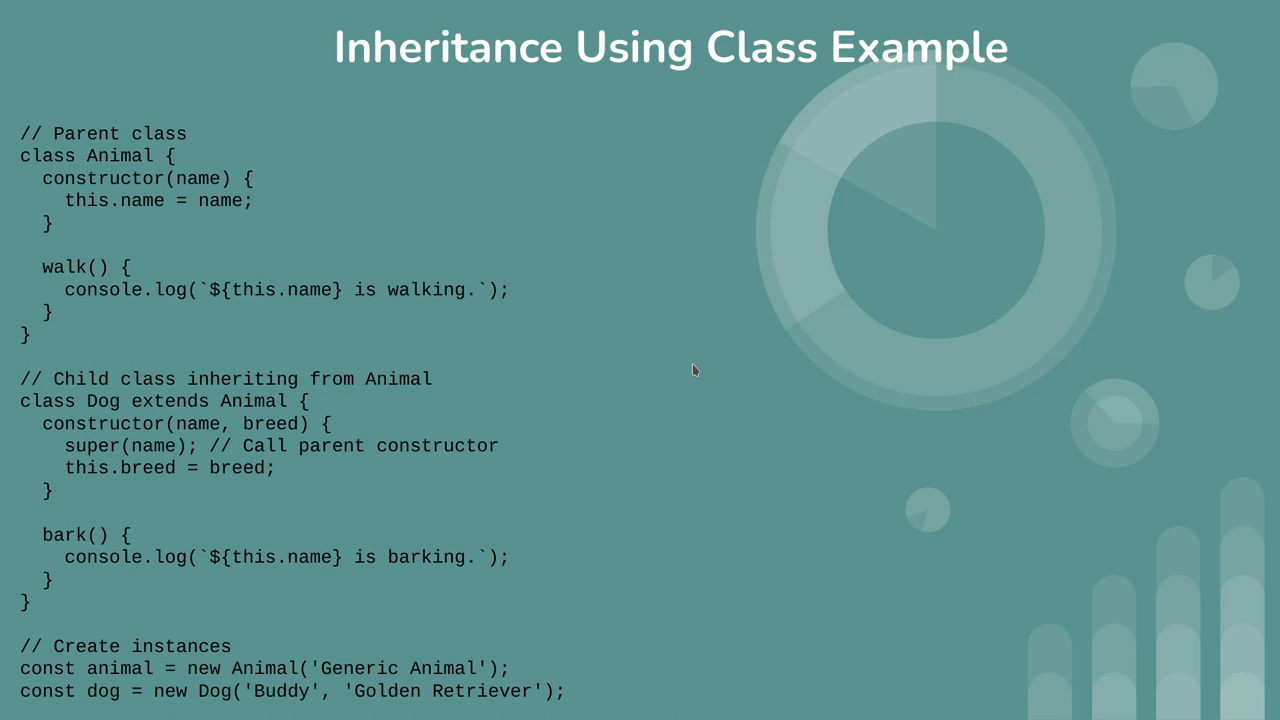 Inheritance Using Class Example
// Parent class
class Animal {
  constructor(name) {
    this.name = name;
  }
  walk() {
    console.log(`${this.name} is walking.`);
  }
}
// Child class inheriting from Animal
class Dog extends Animal {
  constructor(name, breed) {
    super(name); // Call parent constructor
    this.breed = breed;
  }
  bark() {
    console.log(`${this.name} is barking.`);
  }
}
// Create instances
const animal = new Animal('Generic Animal');
const dog = new Dog('Buddy', 'Golden Retriever');